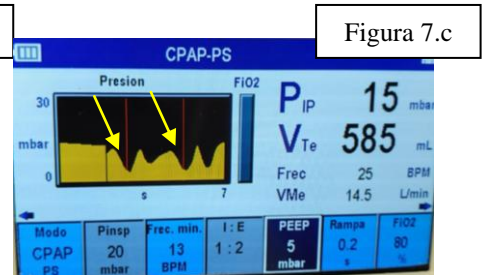 Figura 7.c
CPAP-PS
Presion
FiO2
30
mbar
0
s
7
PIP 15 mbar
VTe 585 mL
Frec 25 BPM
VMe 14.5 L/min
Modo
CPAP
PS
Pinsp
20
mbar
Frec. min.
13
BPM
I : E
1 : 2
PEEP
5
mbar
Rampa
0.2
s
FiO2
80
%